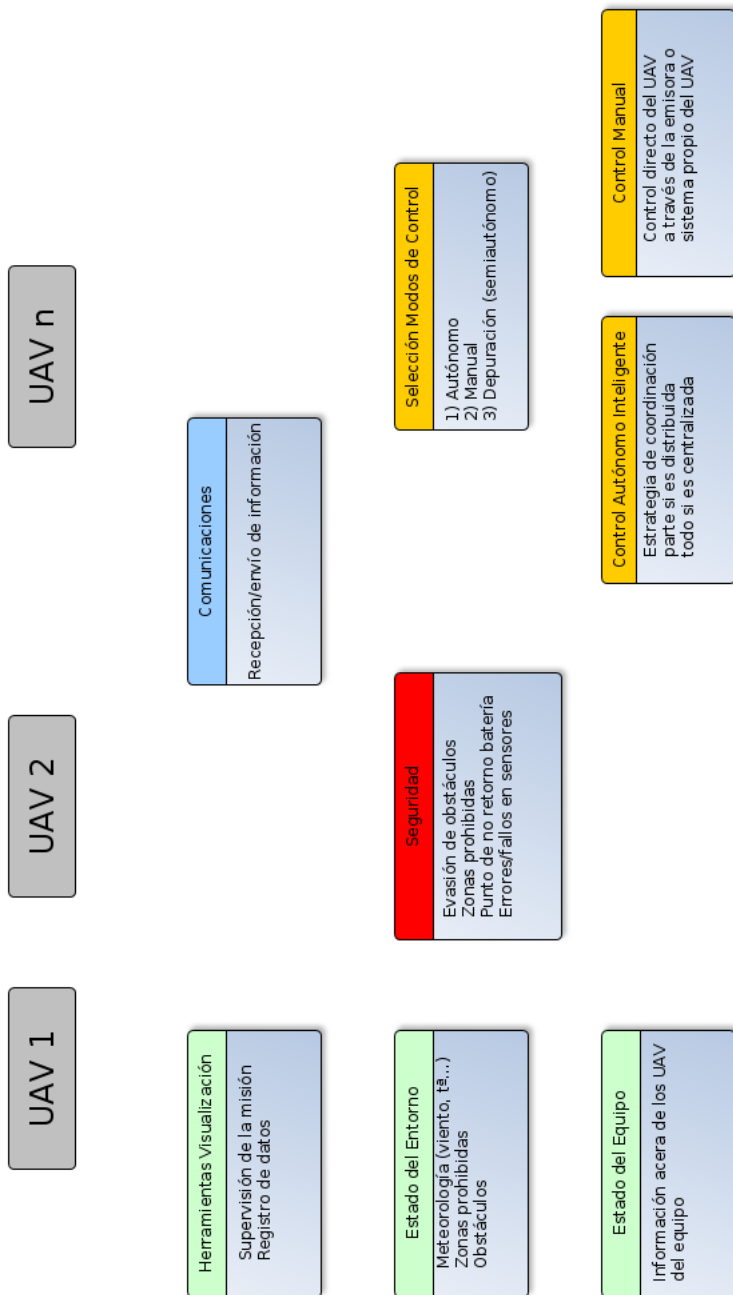 UAV 1
UAV 2
UAV n
Herramientas Visualización
Supervisión de la misión
Registro de datos
Comunicaciones
Recepción/envío de información
Estado del Entorno
Meteorología (viento, tª...)
Zonas prohibidas
Obstáculos
Seguridad
Evasión de obstáculos
Zonas prohibidas
Punto de no retorno batería
Errores/fallos en sensores
Selección Modos de Control
1) Autónomo
2) Manual
3) Depuración (semiautónomo)
Estado del Equipo
Información acera de los UAV
del equipo
Control Autónomo Inteligente
Estrategia de coordinación
parte si es distribuida
todo si es centralizada
Control Manual
Control directo del UAV
a través de la emisora o
sistema propio del UAV